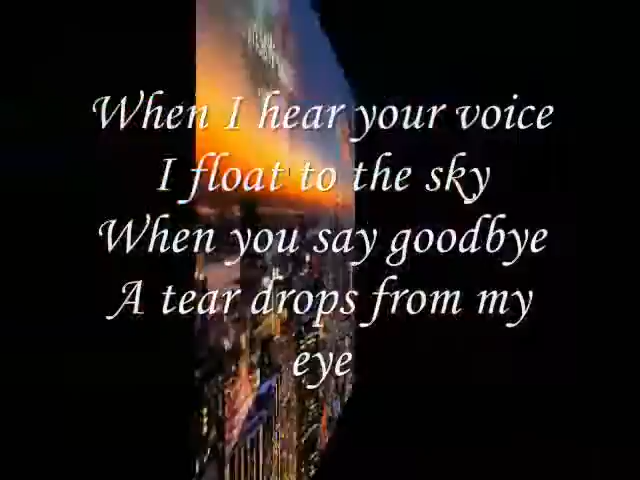 When I hear your voice
I float to the sky
When you say goodbye
A tear drops from my
eye